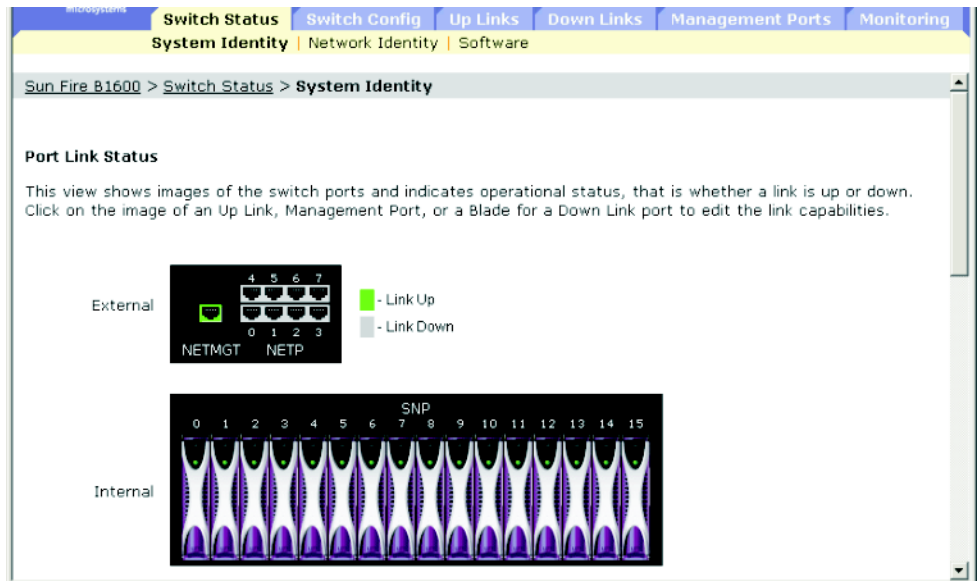 microsystems
Switch Status Switch Config Up Links Down Links Management Ports Monitoring
System Identity | Network Identity | Software
Sun Fire B1600 > Switch Status > System Identity
Port Link Status
This view shows images of the switch ports and indicates operational status, that is whether a link is up or down.
Click on the image of an Up Link, Management Port, or a Blade for a Down Link port to edit the link capabilities.
External
4 5 6 7
0 1 2 3
NETMGT NETP
- Link Up
- Link Down
SNP
0 1 2 3 4 5 6 7 8 9 10 11 12 13 14 15
Internal